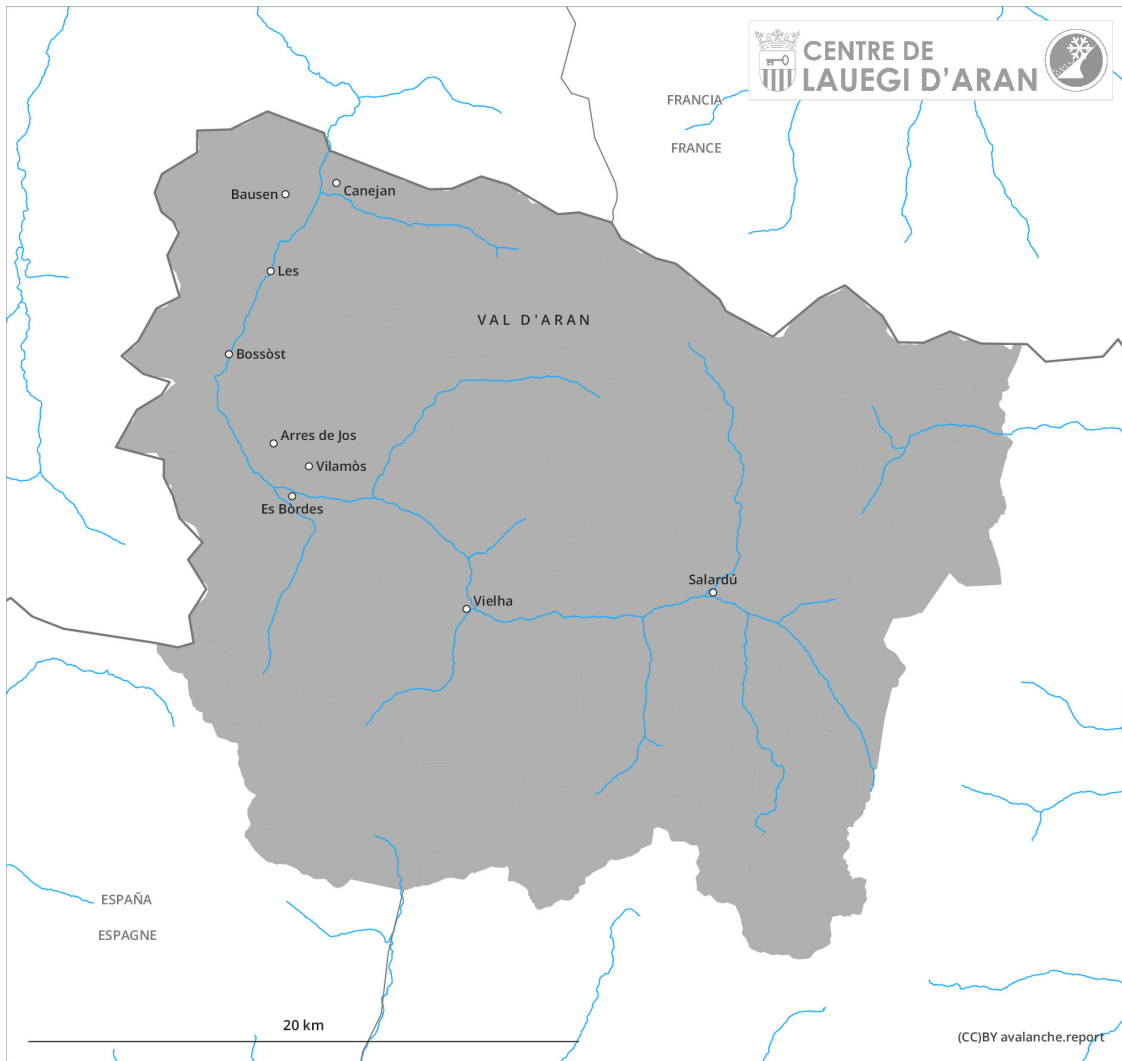 CENTRE DE
LAUEGI D'ARAN
FRANCIA
FRANCE
Canejan
Bausen
Les
VAL D'ARAN
Bossòst
Arres de Jos
Vilamòs
Es Bòrdes
Salardú
Vielha
ESPAÑA
ESPAGNE
20 km
(CC)BY avalanche.report